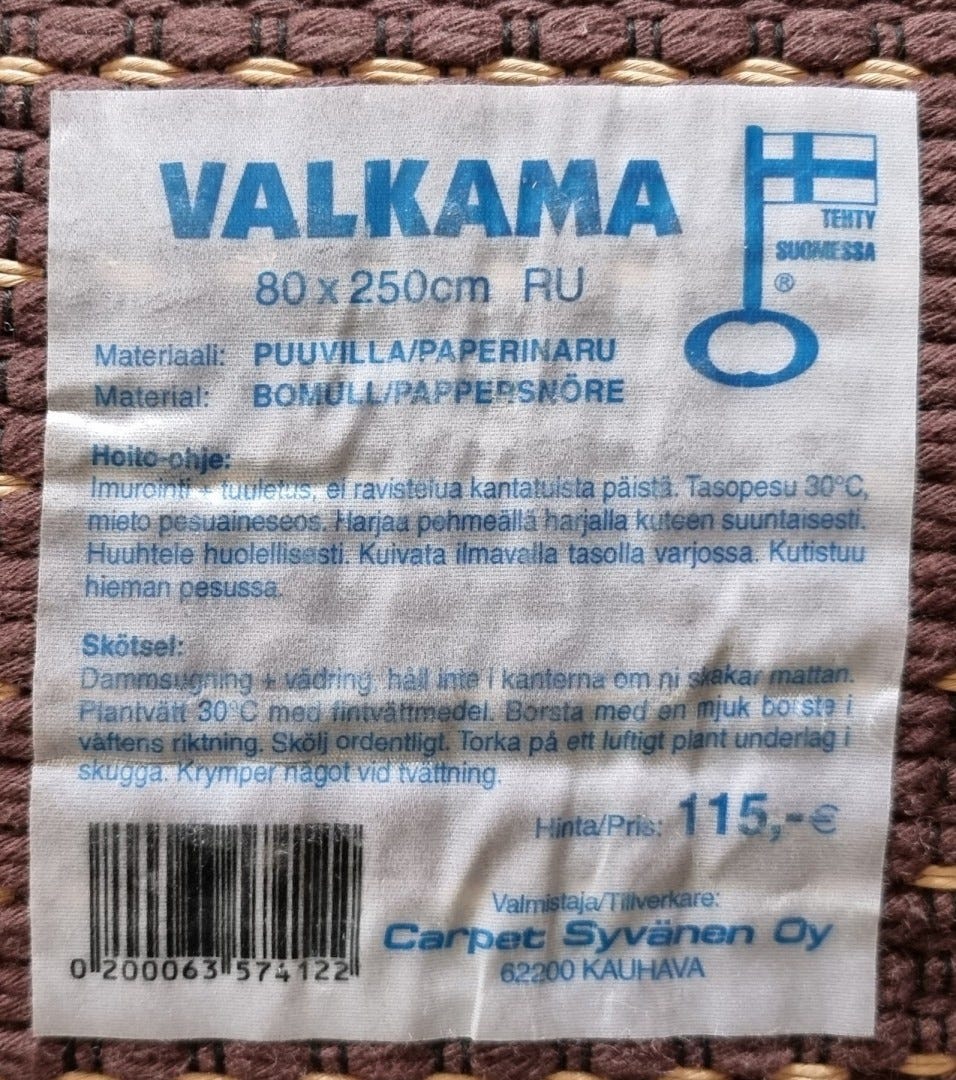 VALKAMA
TEHTY
SUOMESSA
®
80 x 250cm RU
Materiaali: PUUVILLA/PAPERINARU
Material: BOMULL/PAPPERSNÖRE
Hoito-ohje:
Imurointi + tuuletus, ei ravistelua kantatuista päistä. Tasopesu 30°C,
mieto pesuaineseos. Harjaa pehmeällä harjalla kuteen suuntaisesti.
Huuhtele huolellisesti. Kuivata ilmavalla tasolla varjossa. Kutistuu
hieman pesussa.
Skötsel:
Dammsugning + vädring, håll inte i kanterna om ni skakar mattan.
Plantvätt 30°C med fintvättmedel. Borsta med en mjuk borste i
våftens riktning. Skölj ordentligt. Torka på ett luftigt plant underlag i
skugga. Krymper något vid tvättning.
Hinta/Pris: 115,-€
Valmistaja/Tillverkare:
Carpet Syvänen Oy
62200 KAUHAVA
0 200063 574122